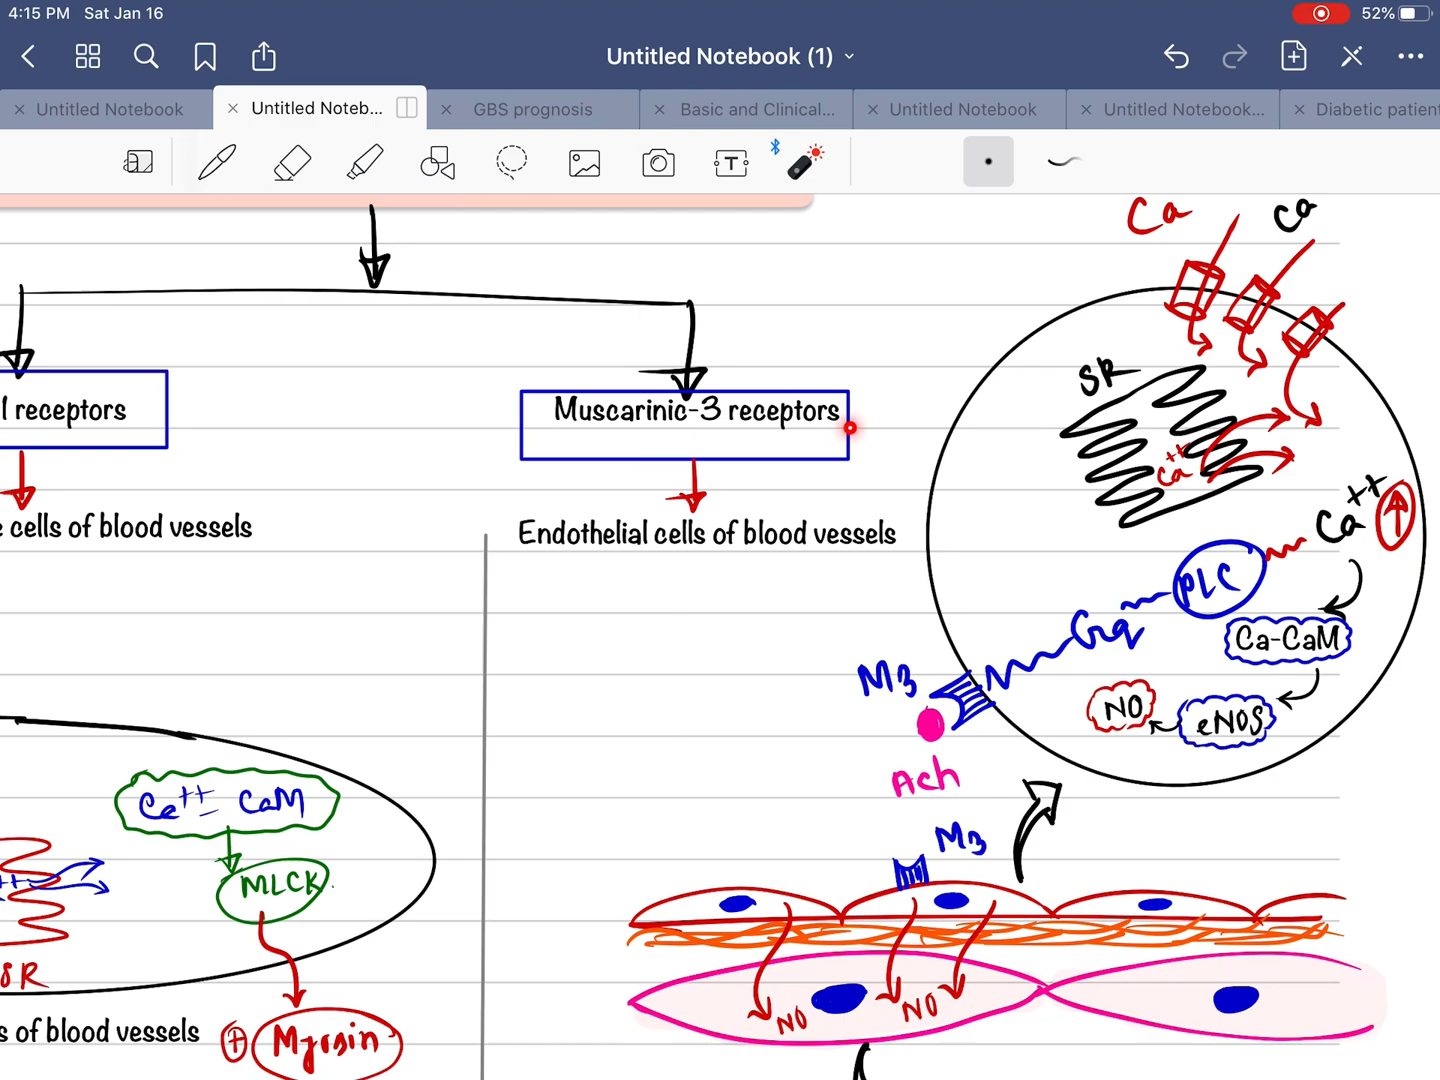 4:15 PM Sat Jan 16
52%
Untitled Notebook (1)
Untitled Notebook
Untitled Noteb...
GBS prognosis
Basic and Clinical...
Untitled Notebook
Untitled Notebook...
Diabetic patient
T
Ca
Ca
SR
Ca++
l receptors
Muscarinic-3 receptors
e cells of blood vessels
Endothelial cells of blood vessels
Ca++
PLC
Gq
Ca-CaM
M3
NO
eNOS
Ach
Ca++ CaM
M3
MLCK
++
SR
NO
NO
s of blood vessels
+ Myosin